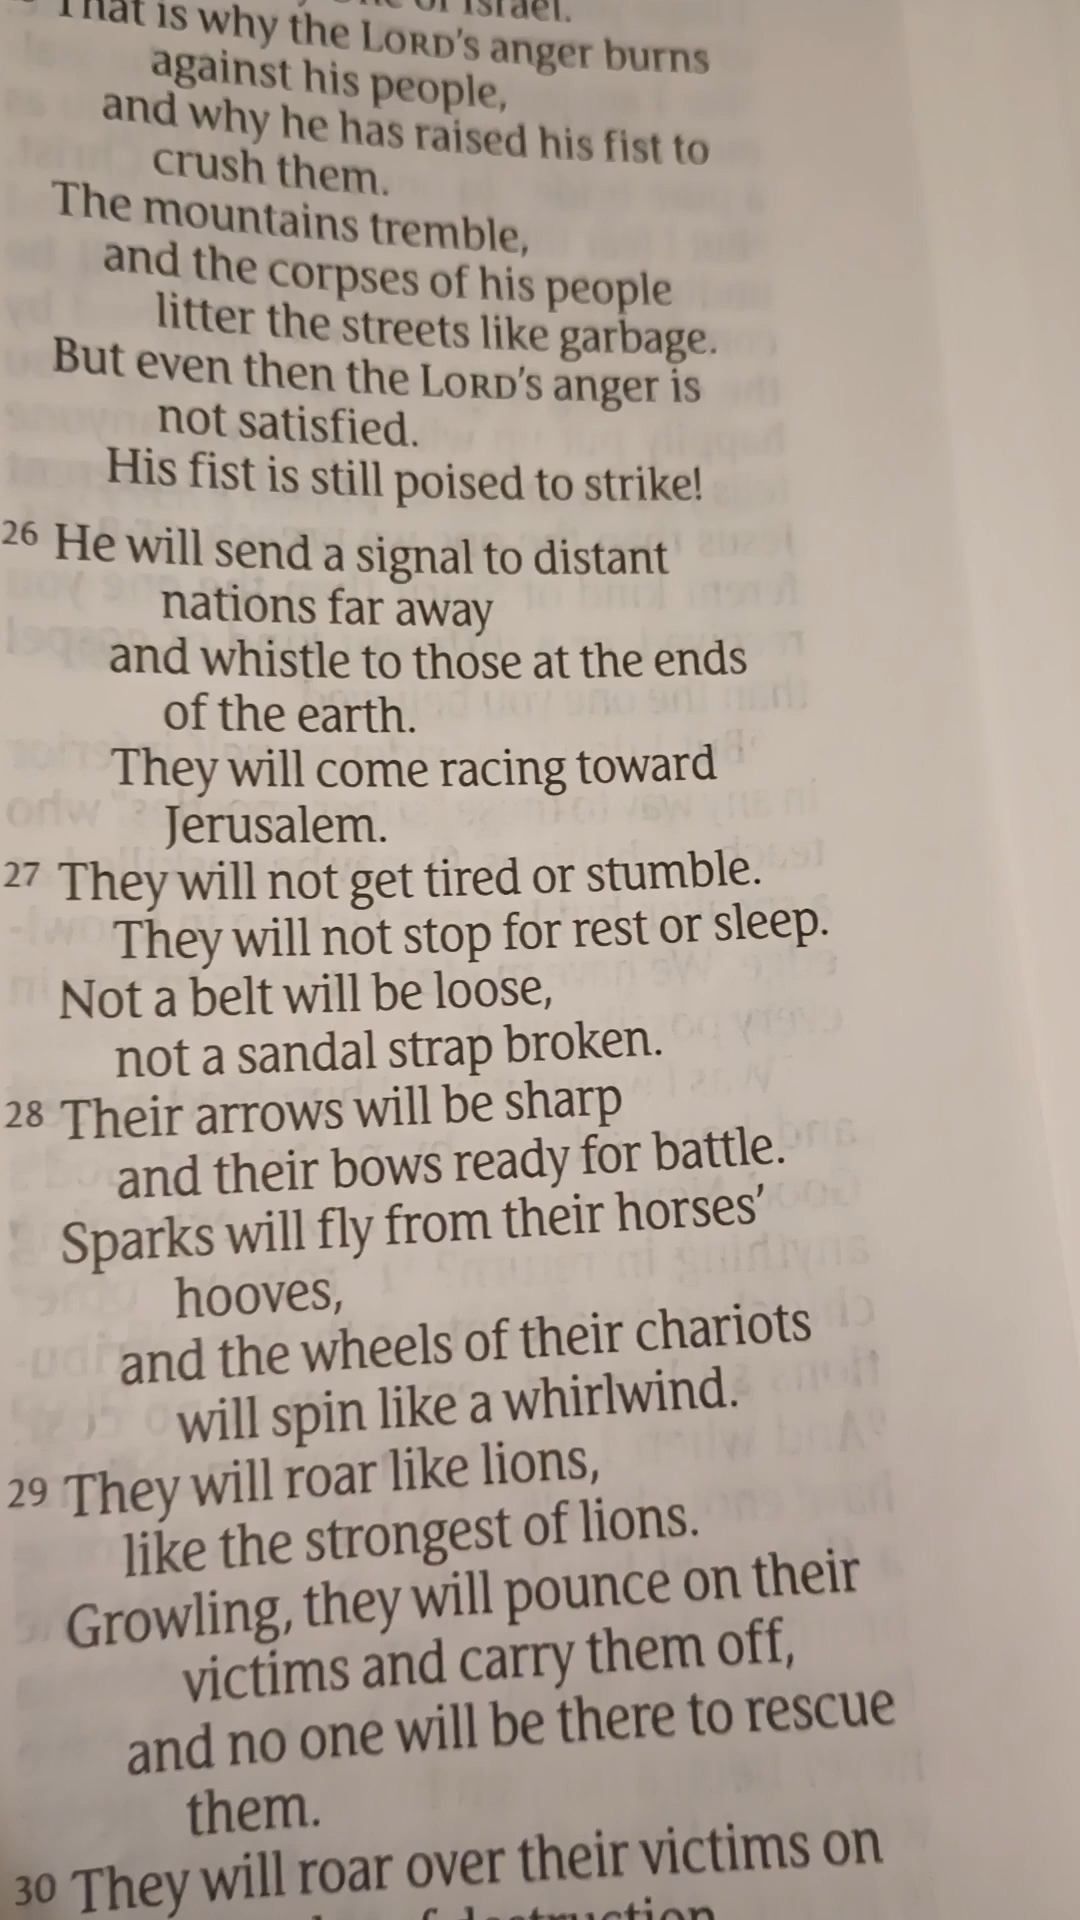 of Israel.
That is why the LORD's anger burns
against his people,
and why he has raised his fist to
crush them.
The mountains tremble,
and the corpses of his people
litter the streets like garbage.
But even then the LORD's anger is
not satisfied.
His fist is still poised to strike!
26 He will send a signal to distant
nations far away
and whistle to those at the ends
of the earth.
They will come racing toward
Jerusalem.
27 They will not get tired or stumble.
They will not stop for rest or sleep.
Not a belt will be loose,
not a sandal strap broken.
28 Their arrows will be sharp
and their bows ready for battle.
Sparks will fly from their horses’
hooves,
and the wheels of their chariots
will spin like a whirlwind.
29 They will roar like lions,
like the strongest of lions.
Growling, they will pounce on their
victims and carry them off,
and no one will be there to rescue
them.
30 They will roar over their victims on
of destruction